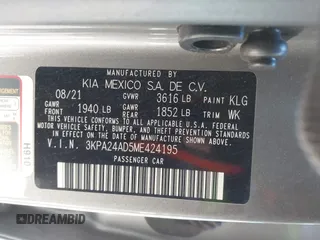 MANUFACTURED BY
KIA MEXICO S.A. DE C.V.
08/21 GVWR 3616 LB PAINT KLG
GAWR FRONT 1940 LB GAWR REAR 1852 LB TRIM WK
THIS VEHICLE CONFORMS TO ALL APPLICABLE
U.S. FEDERAL MOTOR VEHICLE SAFETY,
BUMPER, AND THEFT PREVENTION STANDARDS IN
EFFECT ON THE DATE OF MANUFACTURE SHOWN ABOVE.
V.I.N. 3KPA24AD5ME424195
PASSENGER CAR
DREAMBID